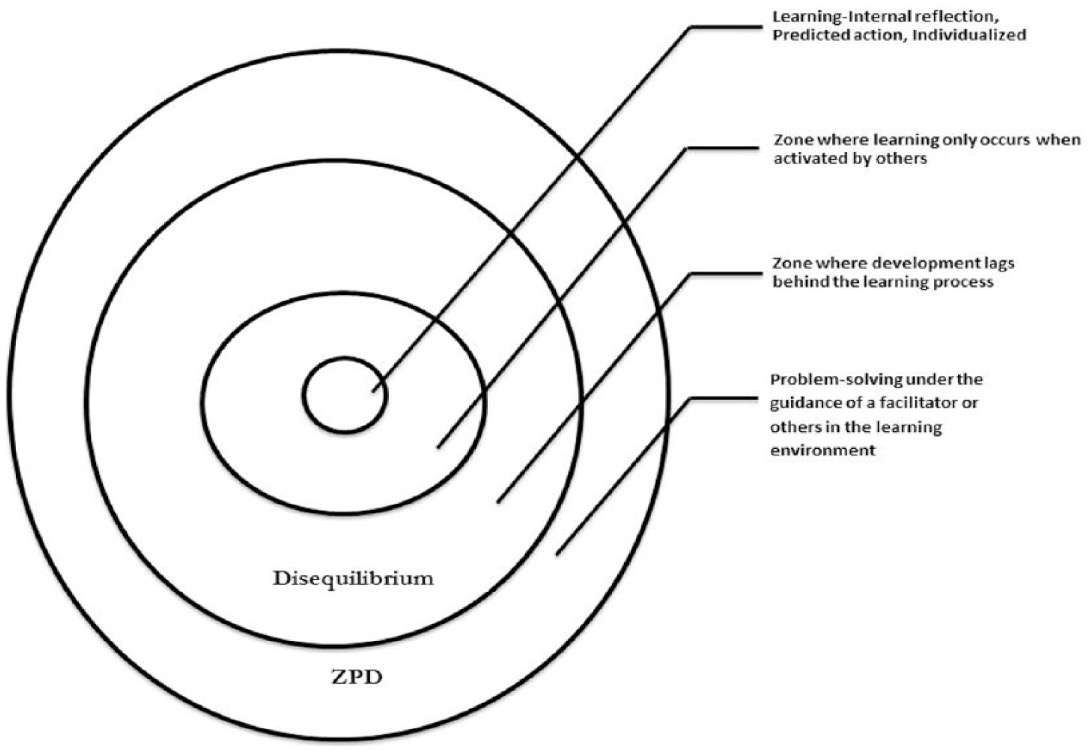 Learning-Internal reflection,
Predicted action, Individualized
Zone where learning only occurs when
activated by others
Zone where development lags
behind the learning process
Problem-solving under the
guidance of a facilitator or
others in the learning
environment
Disequilibrium
ZPD